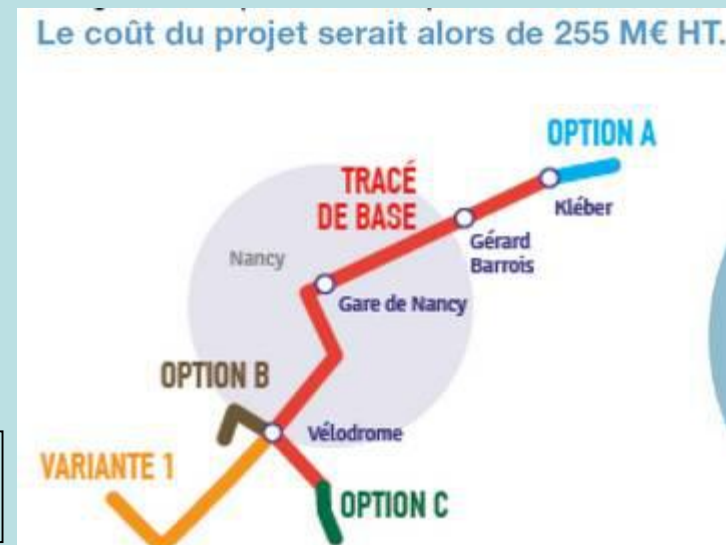 Le coût du projet serait alors de 255 M€ HT.
OPTION A
TRACÉ
DE BASE
Kléber
Gérard
Barrois
Nancy
Gare de Nancy
OPTION B
Vélodrome
VARIANTE 1
OPTION C